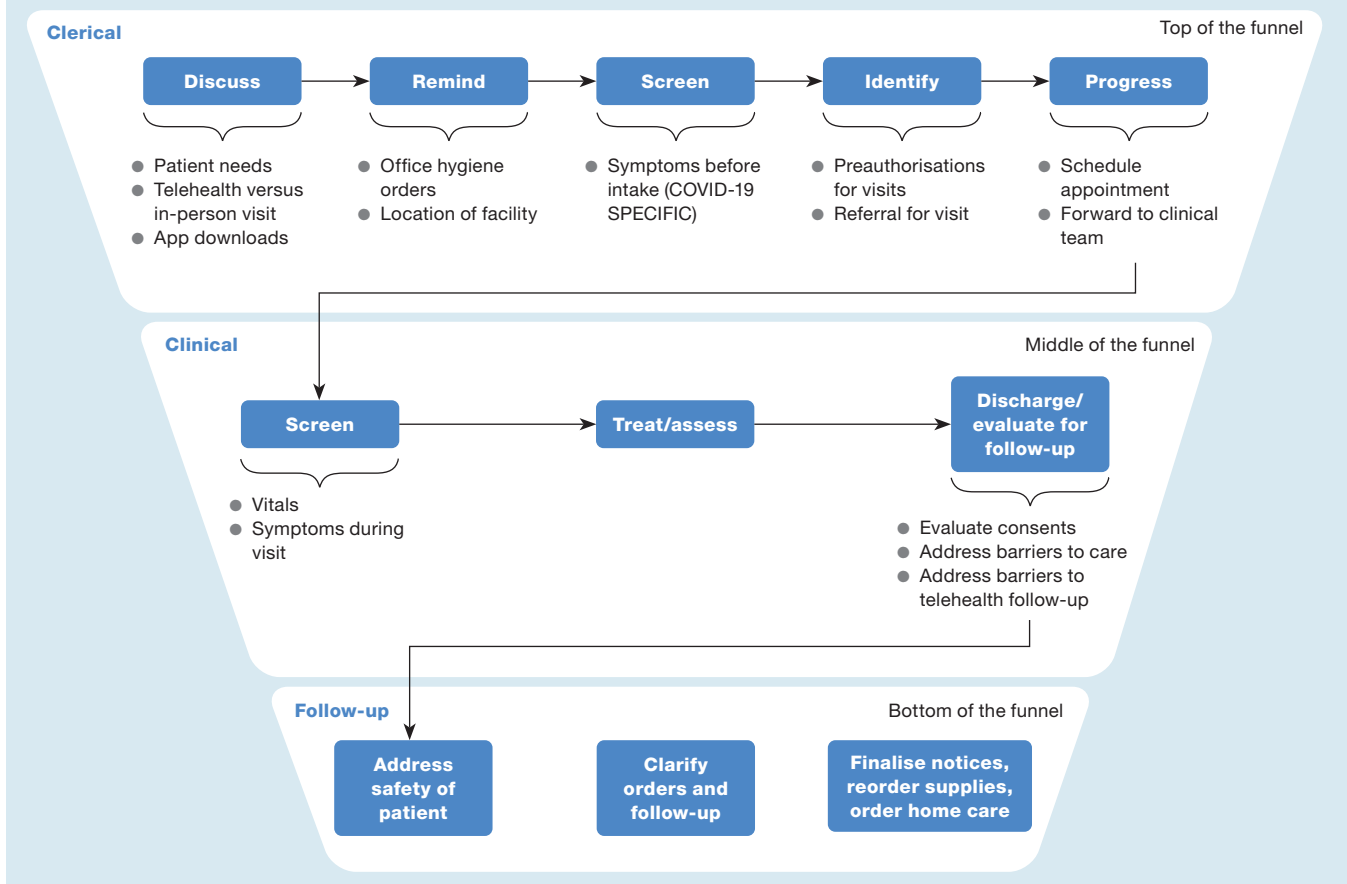 Clerical
Top of the funnel
Discuss
Remind
Screen
Identify
Progress
Patient needs
Telehealth versus
in-person visit
App downloads
Office hygiene
orders
Location of facility
Symptoms before
intake (COVID-19
SPECIFIC)
Preauthorisations
for visits
Referral for visit
Schedule
appointment
Forward to clinical
team
Clinical
Middle of the funnel
Screen
Treat/assess
Discharge/
evaluate for
follow-up
Vitals
Symptoms during
visit
Evaluate consents
Address barriers to care
Address barriers to
telehealth follow-up
Follow-up
Bottom of the funnel
Address
safety of
patient
Clarify
orders and
follow-up
Finalise notices,
reorder supplies,
order home care